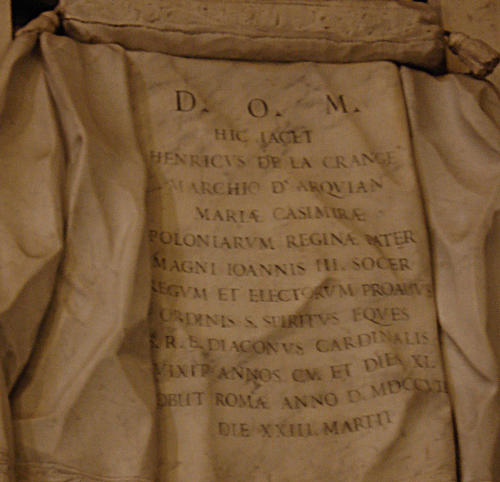 D. O. M.
HIC IACET
HENRICVS DE LA GRANGE
MARCHIO D' ARQVIAN
MARIÆ CASIMIRÆ
POLONIARVM REGINÆ PATER
MAGNI IOANNIS III. SOCER
REGVM ET ELECTORVM PROAVVS
ORDINIS S. SPIRITVS EQVES
S. R. E. DIACONVS CARDINALIS
VIXIT ANNOS CV. ET DIES XL
OBIIT ROMÆ ANNO D.
DIE XXIII. MARTII